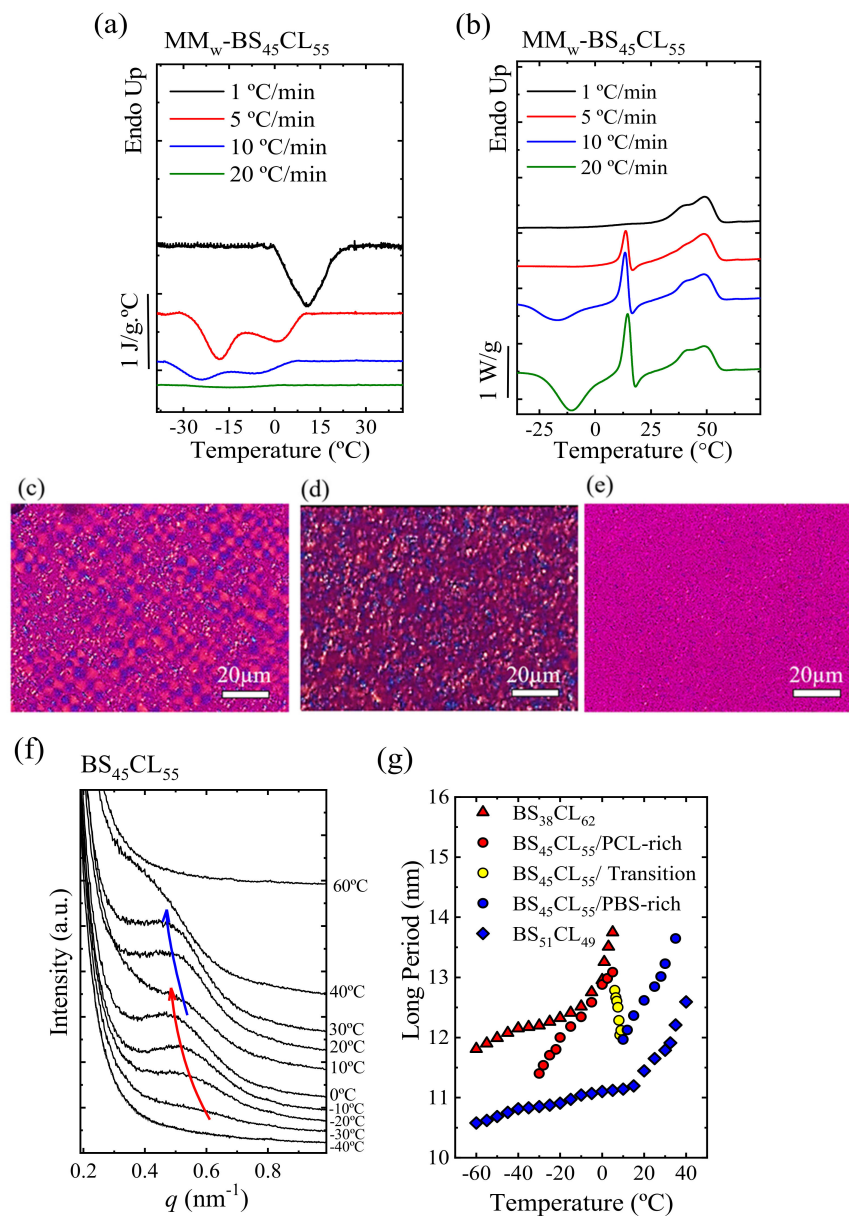 (a)
MMw-BS45CL55
Endo Up
1 ºC/min
5 ºC/min
10 ºC/min
20 ºC/min
1 J/g.ºC
-30 -15 0 15 30
Temperature (ºC)
(b)
MMw-BS45CL55
Endo Up
1 ºC/min
5 ºC/min
10 ºC/min
20 ºC/min
1 W/g
-25 0 25 50
Temperature (°C)
(c)
20µm
(d)
20µm
(e)
20µm
(f)
BS45CL55
Intensity (a.u.)
60ºC
40ºC
30ºC
20ºC
10ºC
0ºC
-10ºC
-20ºC
-30ºC
-40ºC
0.2 0.4 0.6 0.8
q (nm-1)
(g)
Long Period (nm)
16
15
14
13
12
11
10
BS38CL62
BS45CL55/PCL-rich
BS45CL55/ Transition
BS45CL55/PBS-rich
BS51CL49
-60 -40 -20 0 20 40
Temperature (ºC)